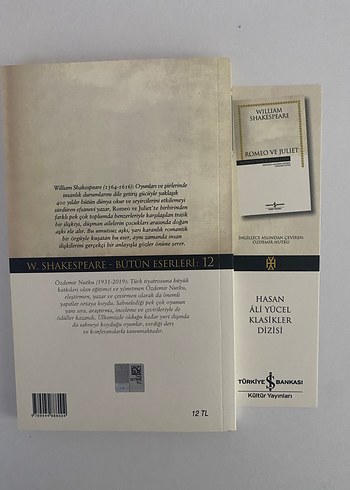 William Shakespeare (1564-1616): Oyunları ve şiirlerinde
insanlık durumlarını dile getiriş gücüyle yaklaşık
400 yıldır bütün dünya okur ve seyircilerini etkilemeyi
sürdüren efsanevi yazar, Romeo ve Juliet'te birbirinden
farklı pek çok toplumda benzerleriyle karşılaşılan trajik
bir ilişkiyi, düşman ailelerin çocukları arasında doğan
aşkı ele alır. Bu umutsuz aşkı, yarı karanlık romantik
bir örgüyle kuşatan bu eser, aynı zamanda insan
ilişkilerini gerçekçi bir anlayışla gözler önüne serer.
W. SHAKESPEARE - BÜTÜN ESERLERİ: 12
Özdemir Nutku (1931-2019): Türk tiyatrosuna büyük
katkıları olan eğitimci ve yönetmen Özdemir Nutku,
eleştirmen, yazar ve çevirmen olarak da önemli
yapıtlar ortaya koydu. Sahnelediği pek çok oyunun
yanı sıra, araştırma, inceleme ve çevirileriyle de
ödüller kazandı. Ülkemizde olduğu kadar yurt dışında
da sahneye koyduğu oyunlar, verdiği ders
ve konferanslarla tanınmaktadır.
12 TL
WILLIAM
SHAKESPEARE
ROMEO VE JULIET
İNGİLİZCE ASLINDAN ÇEVİREN:
ÖZDEMİR NUTKU
HASAN
ÂLİ YÜCEL
KLASİKLER
DİZİSİ
TÜRKİYE İŞ BANKASI
Kültür Yayınları